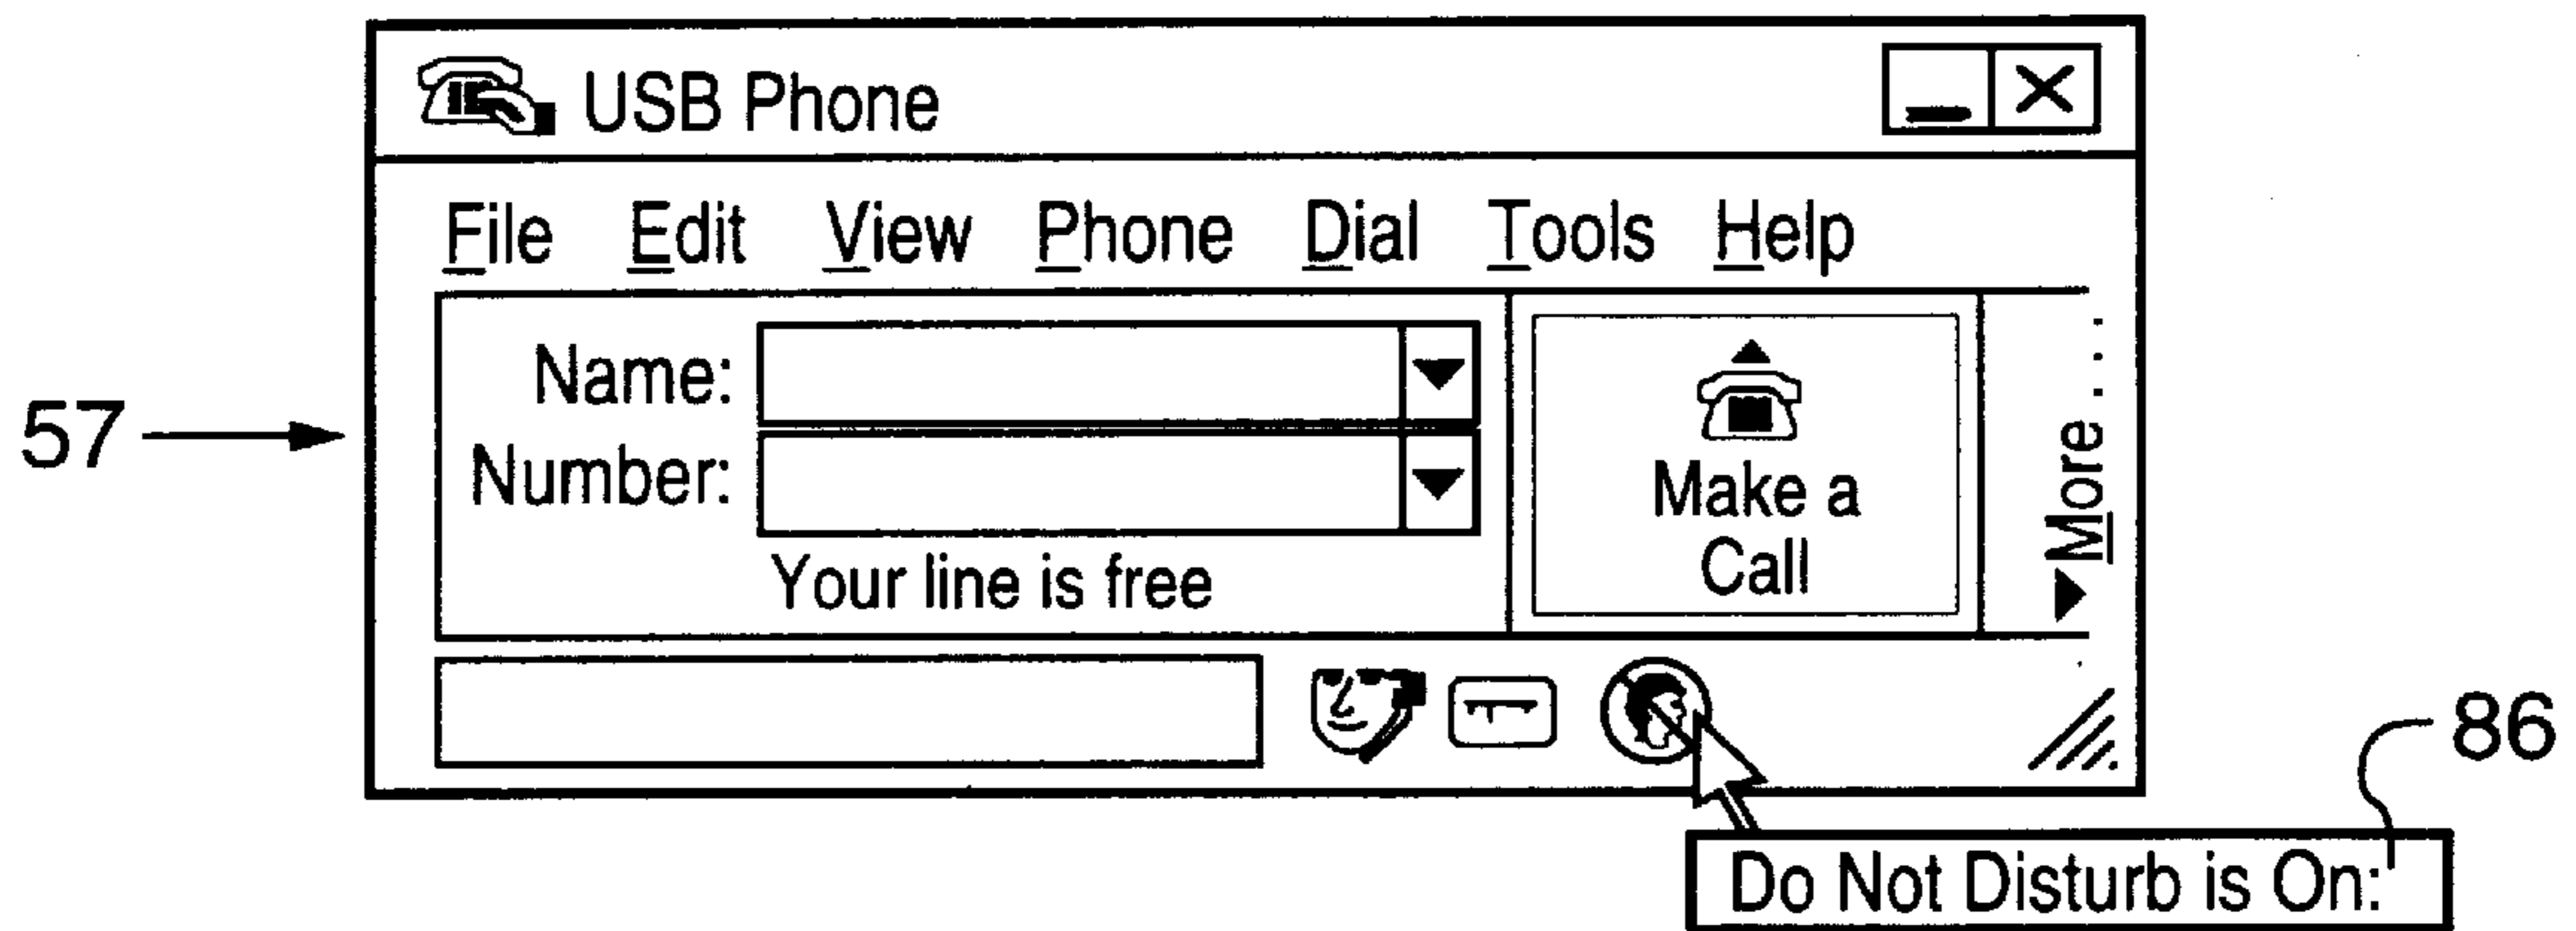 USB Phone
File Edit View Phone Dial Tools Help
Name:
Number:
Your line is free
Make a
Call
More ...
57
86
Do Not Disturb is On: